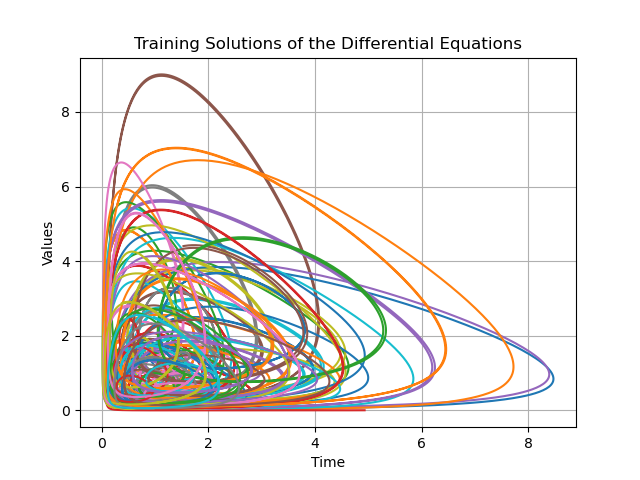 Training Solutions of the Differential Equations
Values
8
6
4
2
0
0 2 4 6 8
Time